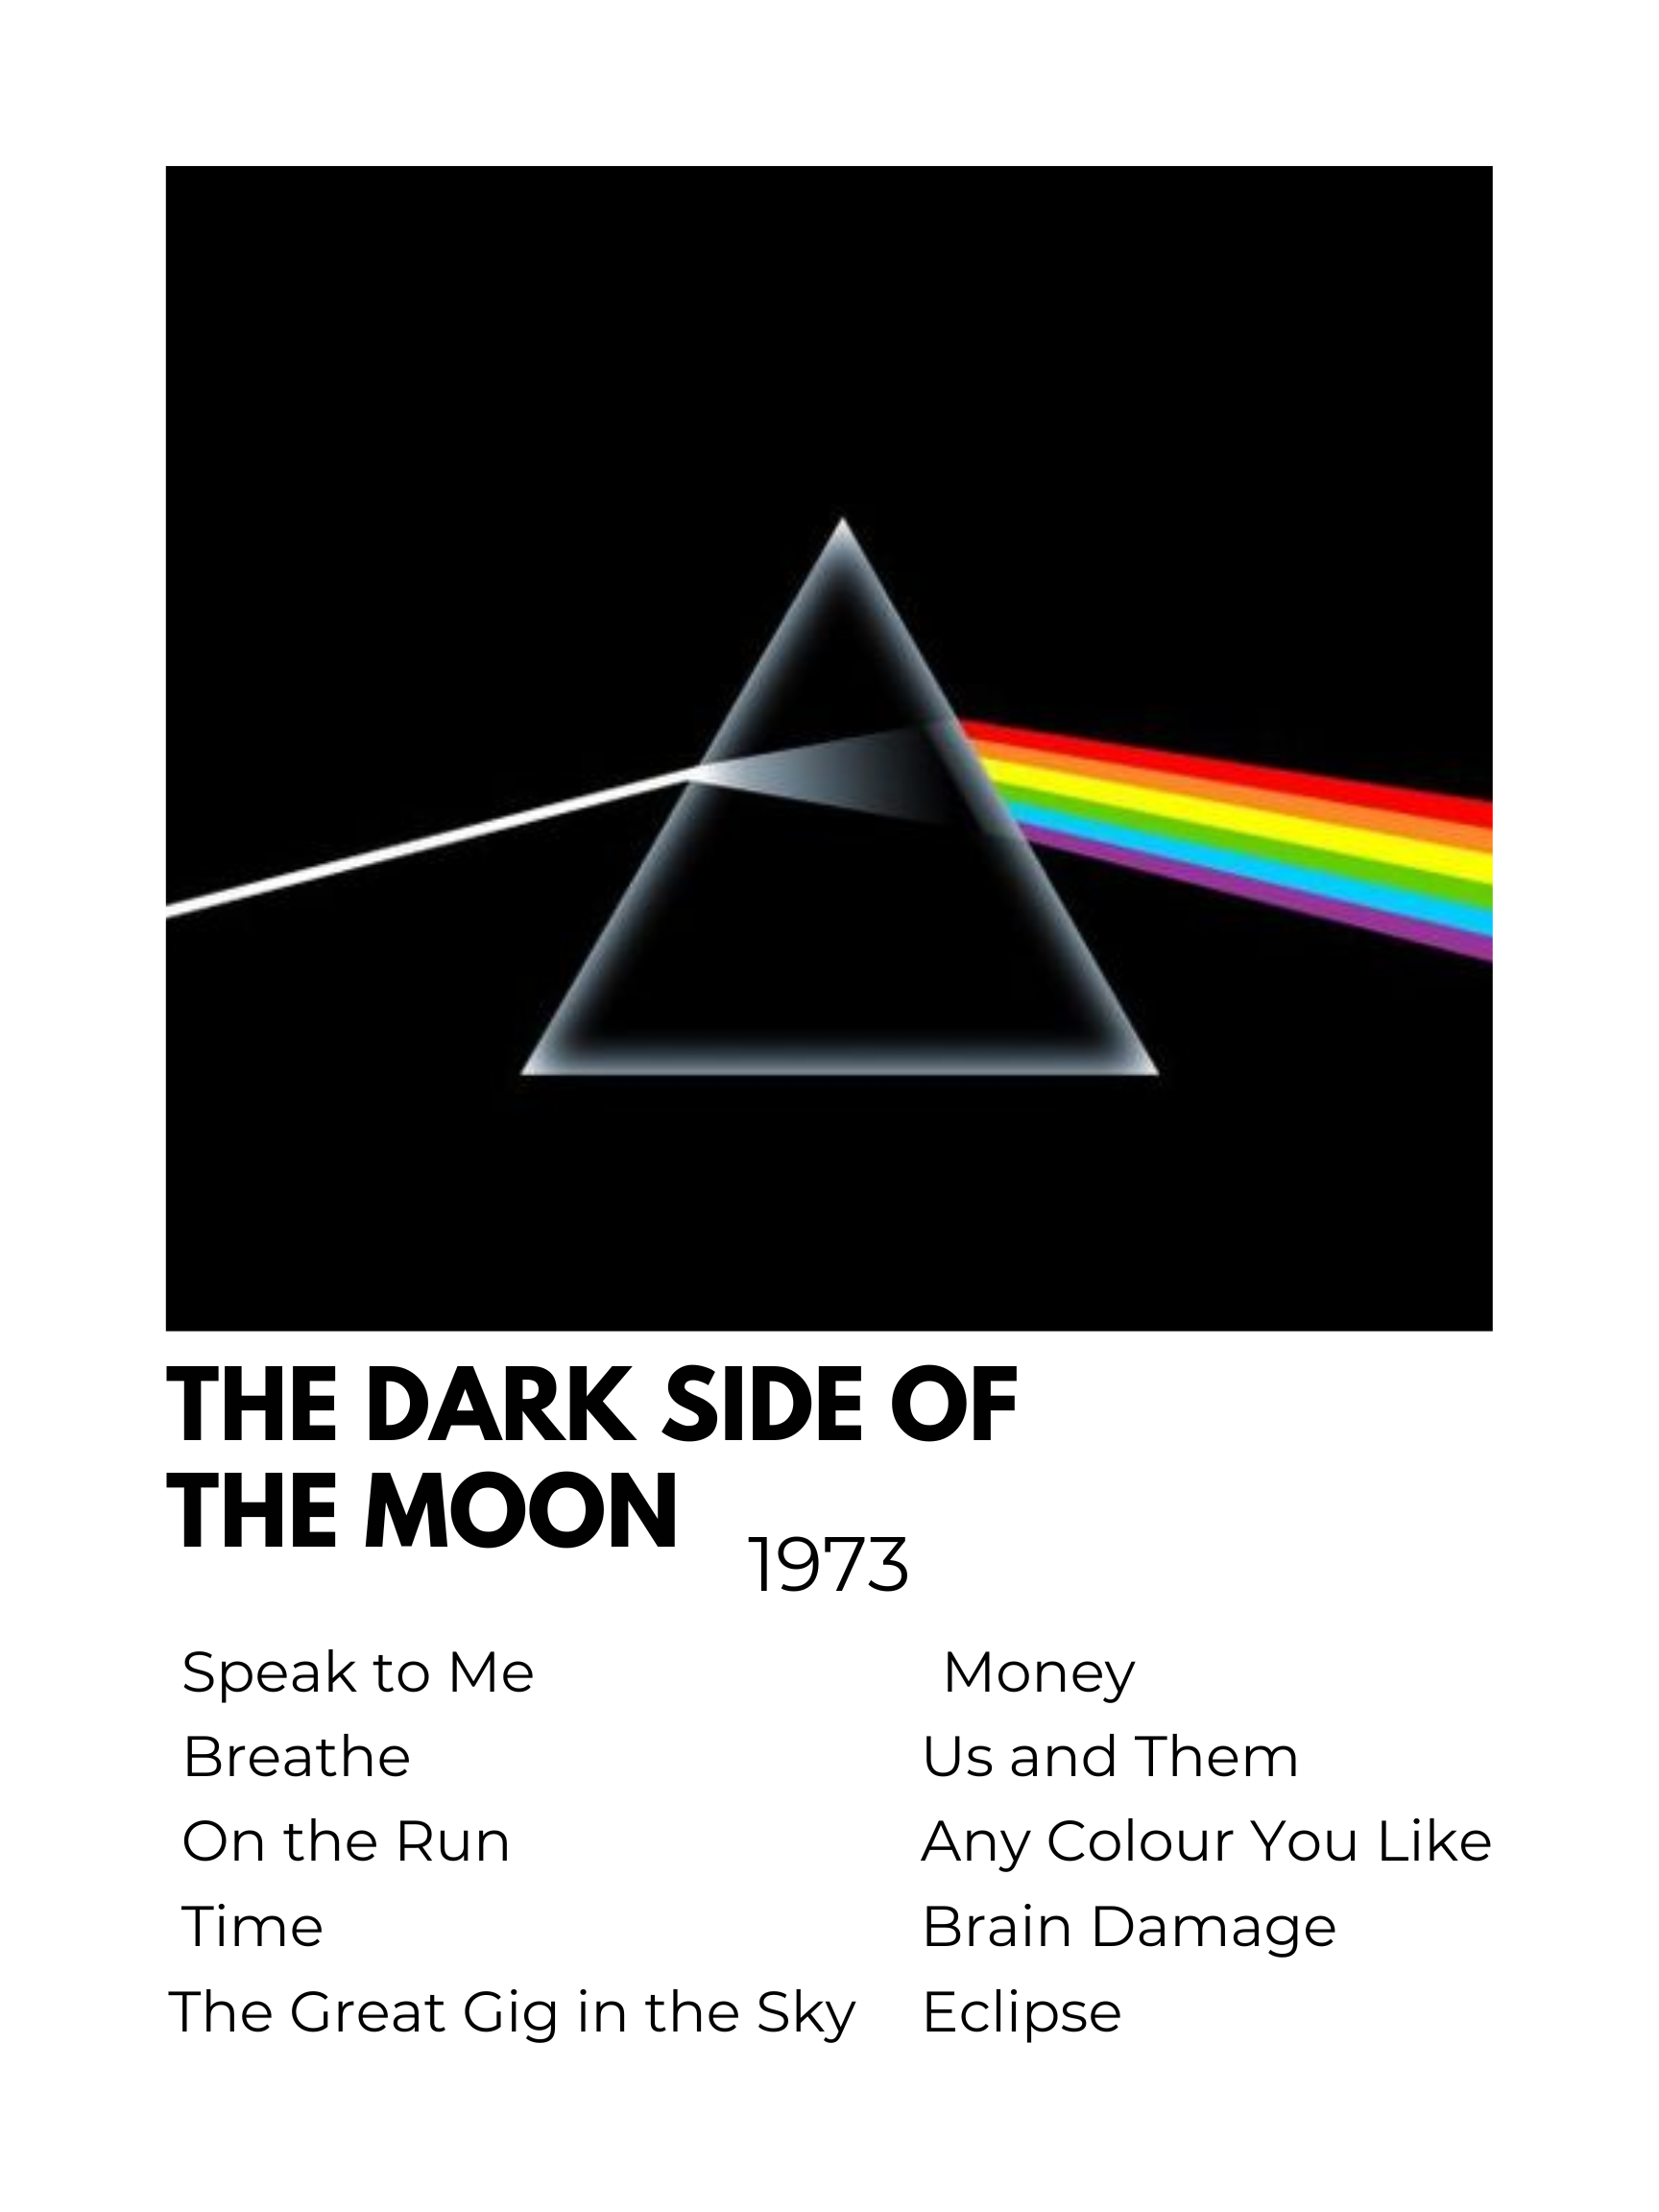 THE DARK SIDE OF
THE MOON
1973
Speak to Me
Breathe
On the Run
Time
The Great Gig in the Sky
Money
Us and Them
Any Colour You Like
Brain Damage
Eclipse